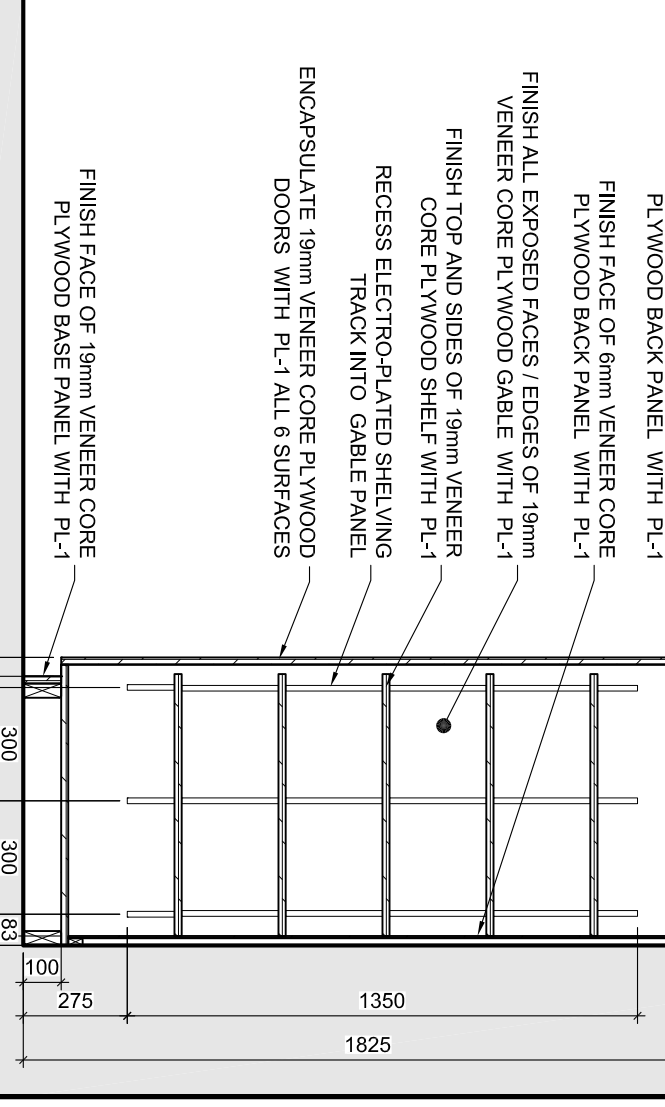 PLYWOOD BACK PANEL WITH PL-1
FINISH FACE OF 6mm VENEER CORE
PLYWOOD BACK PANEL WITH PL-1
FINISH ALL EXPOSED FACES / EDGES OF 19mm
VENEER CORE PLYWOOD GABLE WITH PL-1
FINISH TOP AND SIDES OF 19mm VENEER
CORE PLYWOOD SHELF WITH PL-1
RECESS ELECTRO-PLATED SHELVING
TRACK INTO GABLE PANEL
ENCAPSULATE 19mm VENEER CORE PLYWOOD
DOORS WITH PL-1 ALL 6 SURFACES
FINISH FACE OF 19mm VENEER CORE
PLYWOOD BASE PANEL WITH PL-1
300
300
83
100
275
1350
1825